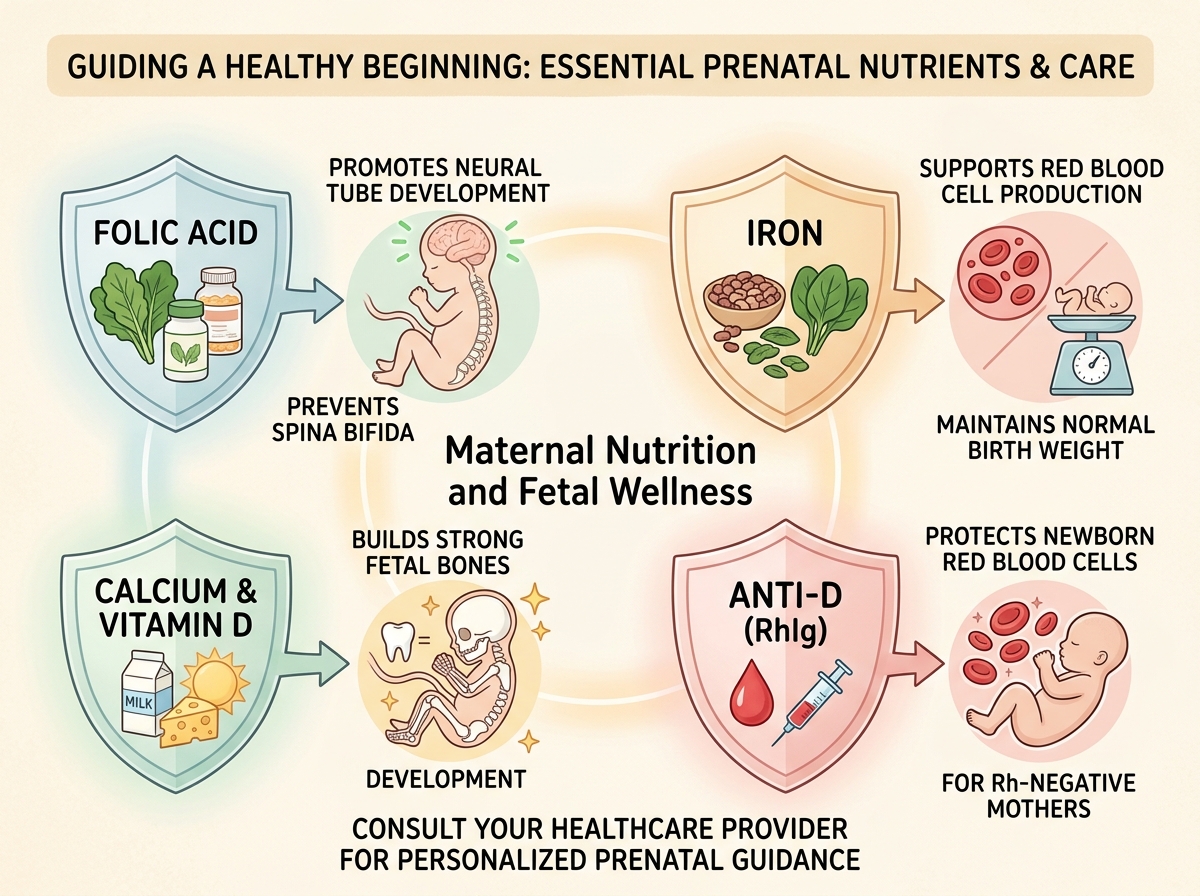 GUIDING A HEALTHY BEGINNING: ESSENTIAL PRENATAL NUTRIENTS & CARE
FOLIC ACID
PROMOTES NEURAL
TUBE DEVELOPMENT
PREVENTS
SPINA BIFIDA
IRON
SUPPORTS RED BLOOD
CELL PRODUCTION
MAINTAINS NORMAL
BIRTH WEIGHT
Maternal Nutrition
and Fetal Wellness
CALCIUM &
VITAMIN D
MILK
BUILDS STRONG
FETAL BONES
=
DEVELOPMENT
ANTI-D
(RhIg)
PROTECTS NEWBORN
RED BLOOD CELLS
FOR Rh-NEGATIVE
MOTHERS
CONSULT YOUR HEALTHCARE PROVIDER
FOR PERSONALIZED PRENATAL GUIDANCE